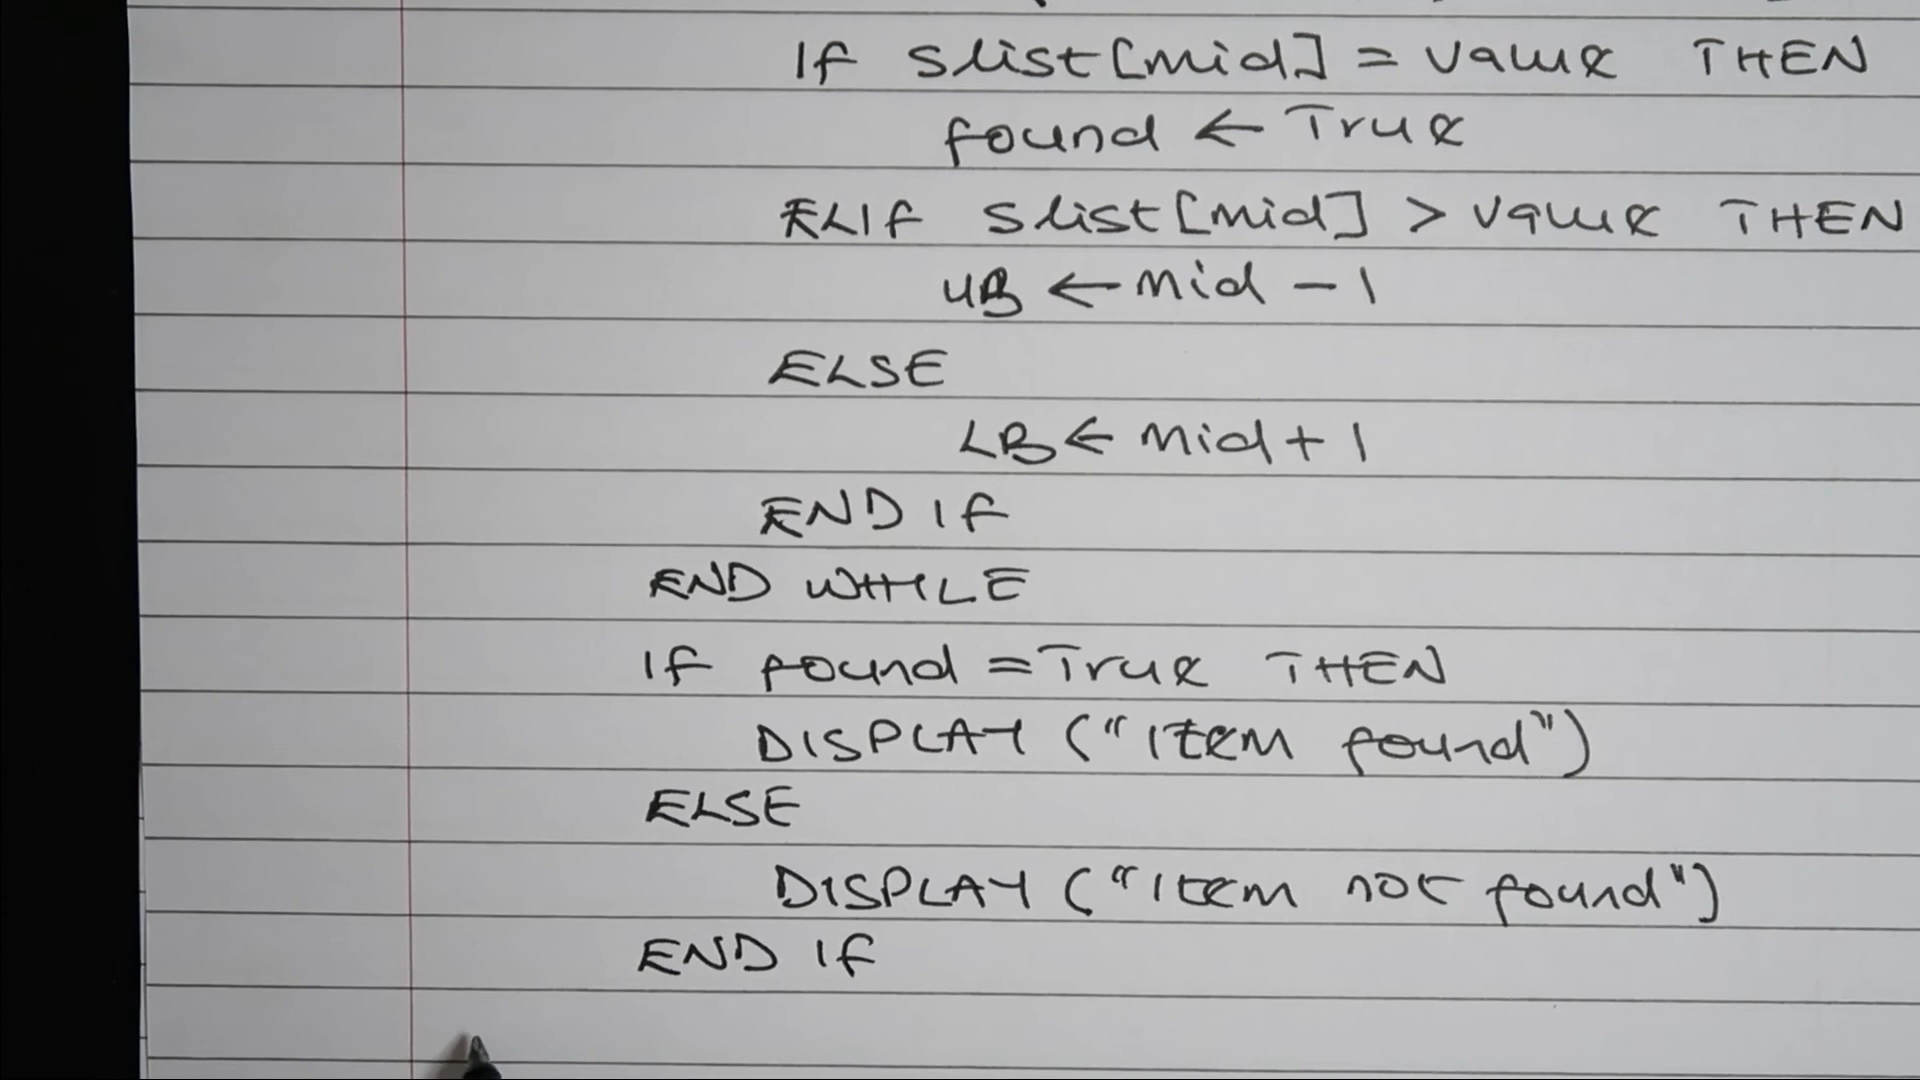 If slist[mid] = value THEN
found ← True
ELIF slist[mid] > value THEN
UB ← mid - 1
ELSE
LB ← mid + 1
END IF
END WHILE
If found = True THEN
DISPLAY ("Item found")
ELSE
DISPLAY ("Item not found")
END If